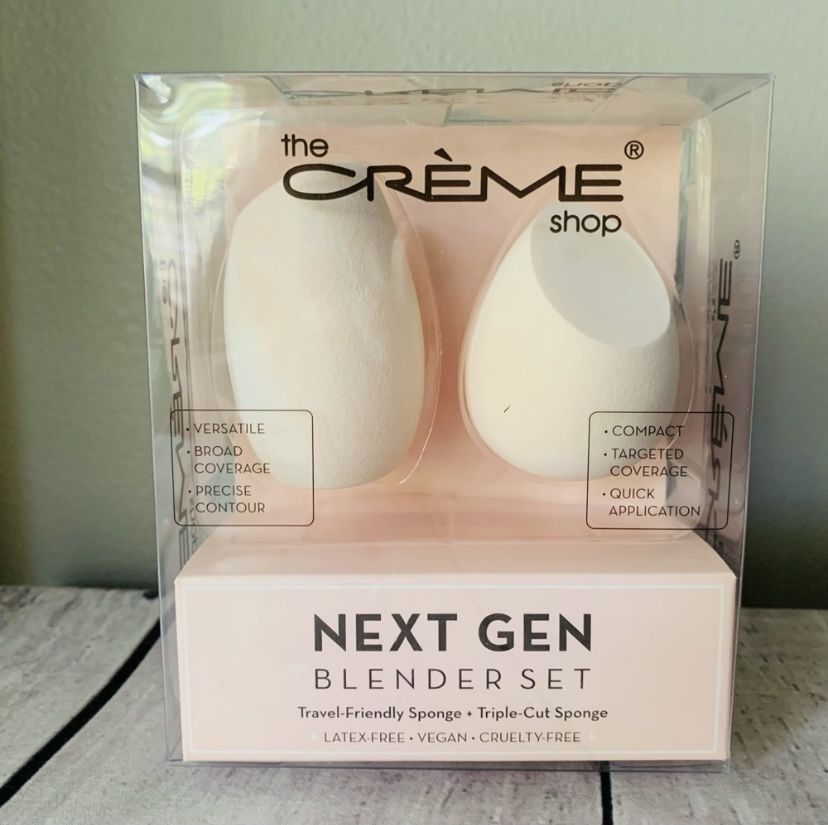 the
CRÈME®
shop
• VERSATILE
• BROAD
COVERAGE
• PRECISE
CONTOUR
• COMPACT
• TARGETED
COVERAGE
• QUICK
APPLICATION
NEXT GEN
BLENDER SET
Travel-Friendly Sponge + Triple-Cut Sponge
LATEX-FREE • VEGAN • CRUELTY-FREE